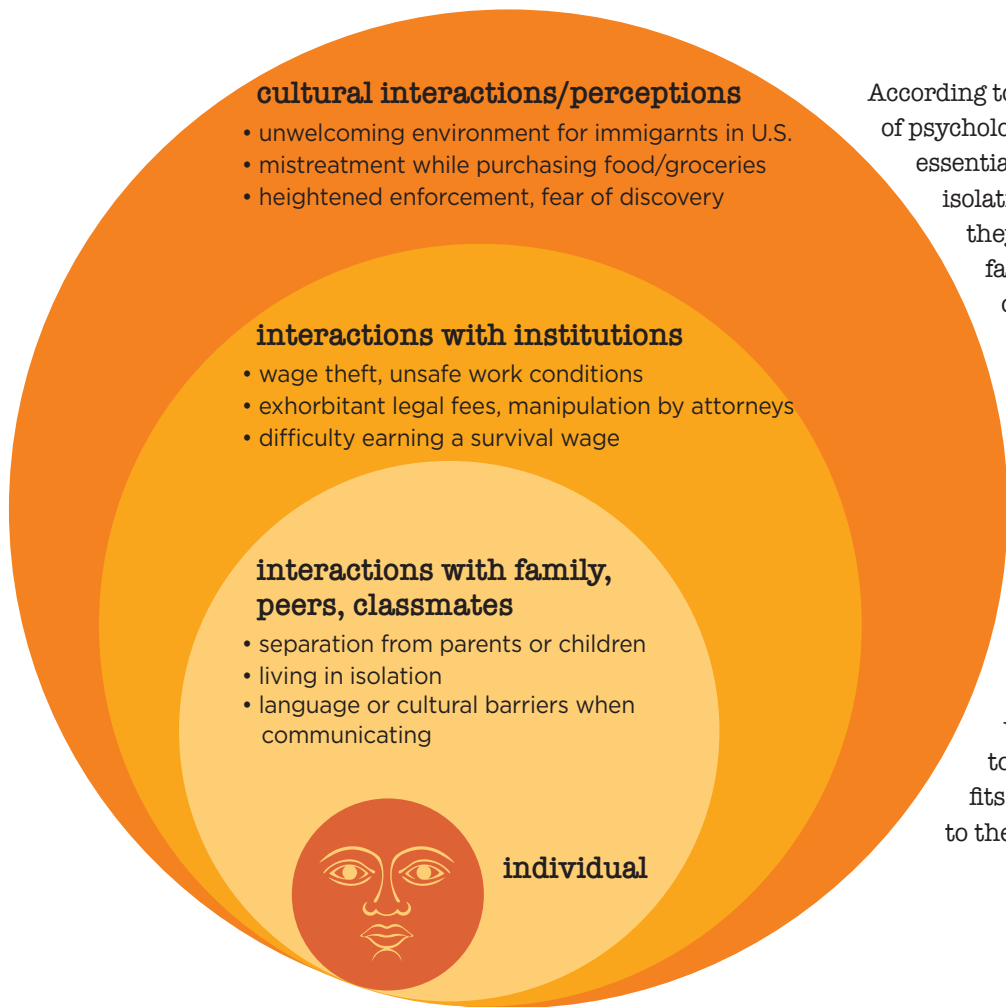 cultural interactions/perceptions
• unwelcoming environment for immigarnts in U.S.
• mistreatment while purchasing food/groceries
• heightened enforcement, fear of discovery
interactions with institutions
• wage theft, unsafe work conditions
• exhorbitant legal fees, manipulation by attorneys
• difficulty earning a survival wage
interactions with family,
peers, classmates
• separation from parents or children
• living in isolation
• language or cultural barriers when
communicating
individual
According to
of
essentia
isolati
they
fa
to
fits
to the